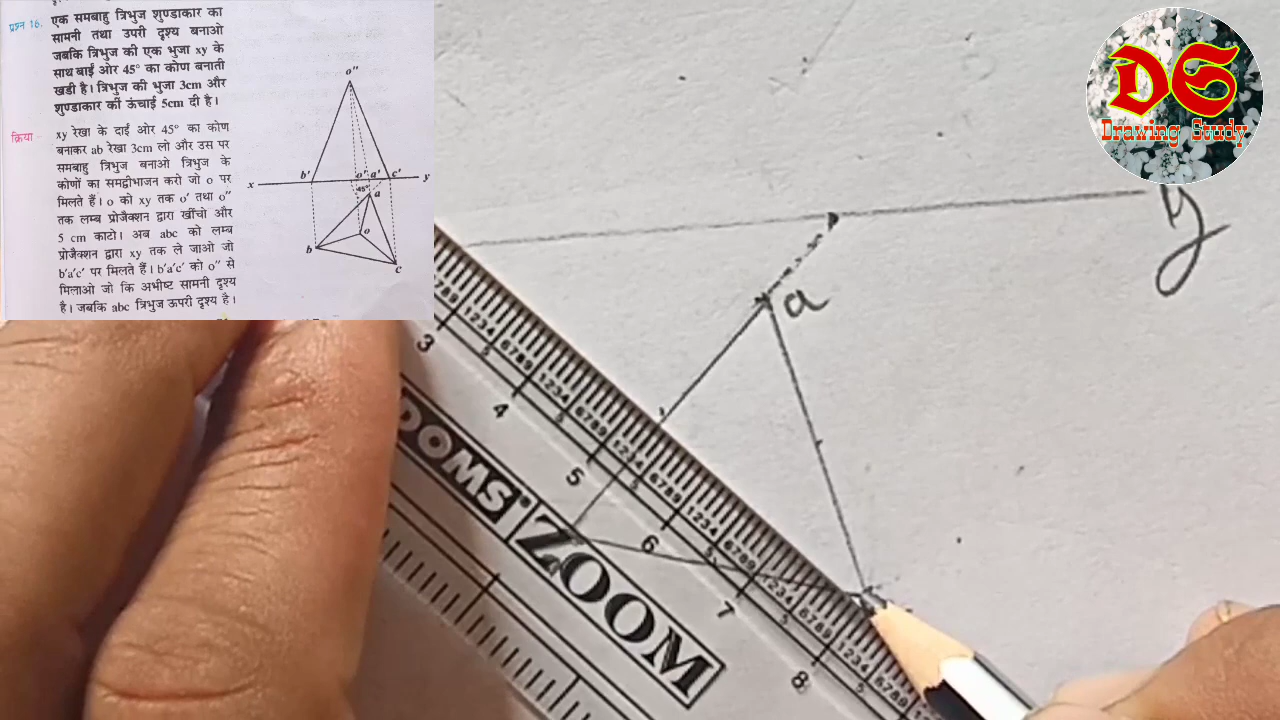 प्रश्न 16. एक समबाहु त्रिभुज शुण्डाकार का
सामनी तथा उपरी दृश्य बनाओ
जबकि त्रिभुज की एक भुजा xy के
साथ बाईं ओर 45° का कोण बनाती
खडी है। त्रिभुज की भुजा 3cm और
शुण्डाकार की ऊंचाई 5cm दी है।
क्रिया - xy रेखा के दाईं ओर 45° का कोण
बनाकर ab रेखा 3cm लो और उस पर
समबाहु त्रिभुज बनाओ त्रिभुज के
कोणों का समद्वीभाजन करो जो o पर
मिलते हैं। o को xy तक o' तथा o''
तक लम्ब प्रोजैक्शन द्वारा खींचो और
5 cm काटो। अब abc को लम्ब
प्रोजैक्शन द्वारा xy तक ले जाओ जो
b'a'c' पर मिलते हैं। b'a'c' को o'' से
मिलाओ जो कि अभीष्ट सामनी दृश्य
है। जबकि abc त्रिभुज ऊपरी दृश्य है।
o''
x b' o' a' c' y
45°
a
o
b
c
DS
Drawing Study
y
a
3 4 5 6 7 8
DOMS ZOOM